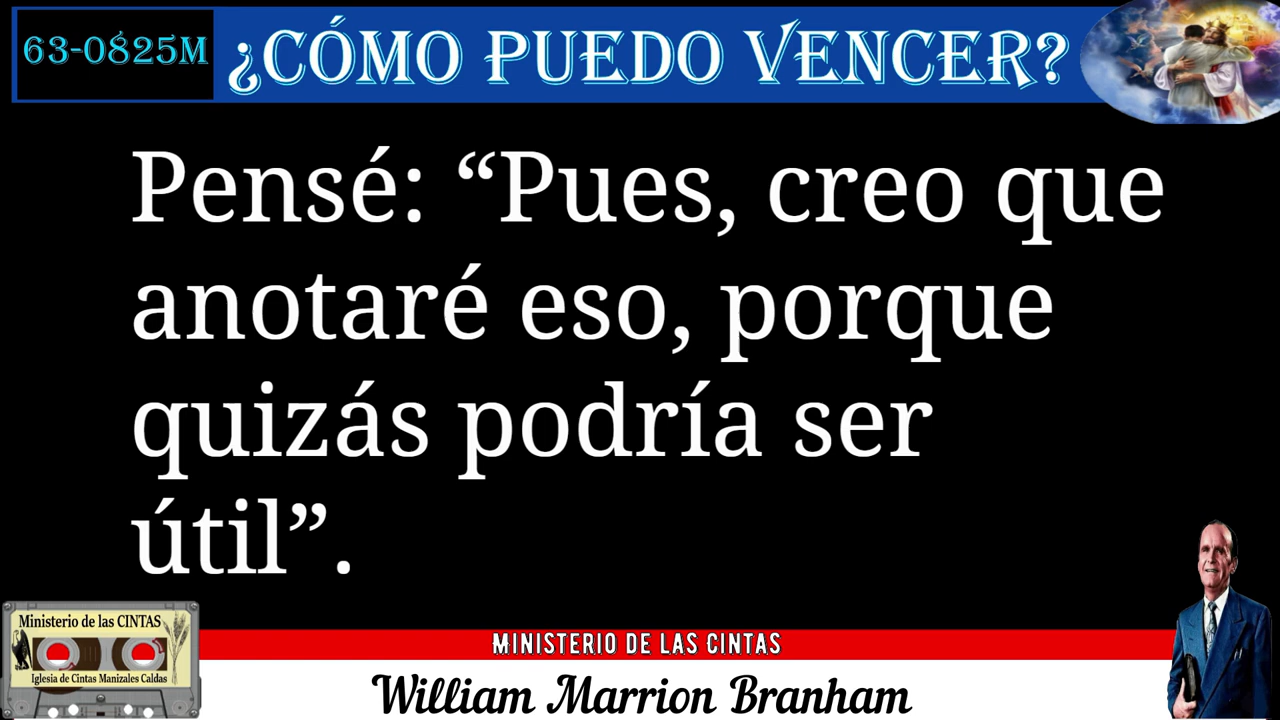 63-0825M
¿CÓMO PUEDO VENCER?
Pensé: “Pues, creo que
anotaré eso, porque
quizás podría ser
útil”.
Ministerio de las CINTAS
Iglesia de Cintas Manizales Caldas
MINISTERIO DE LAS CINTAS
William Marrion Branham